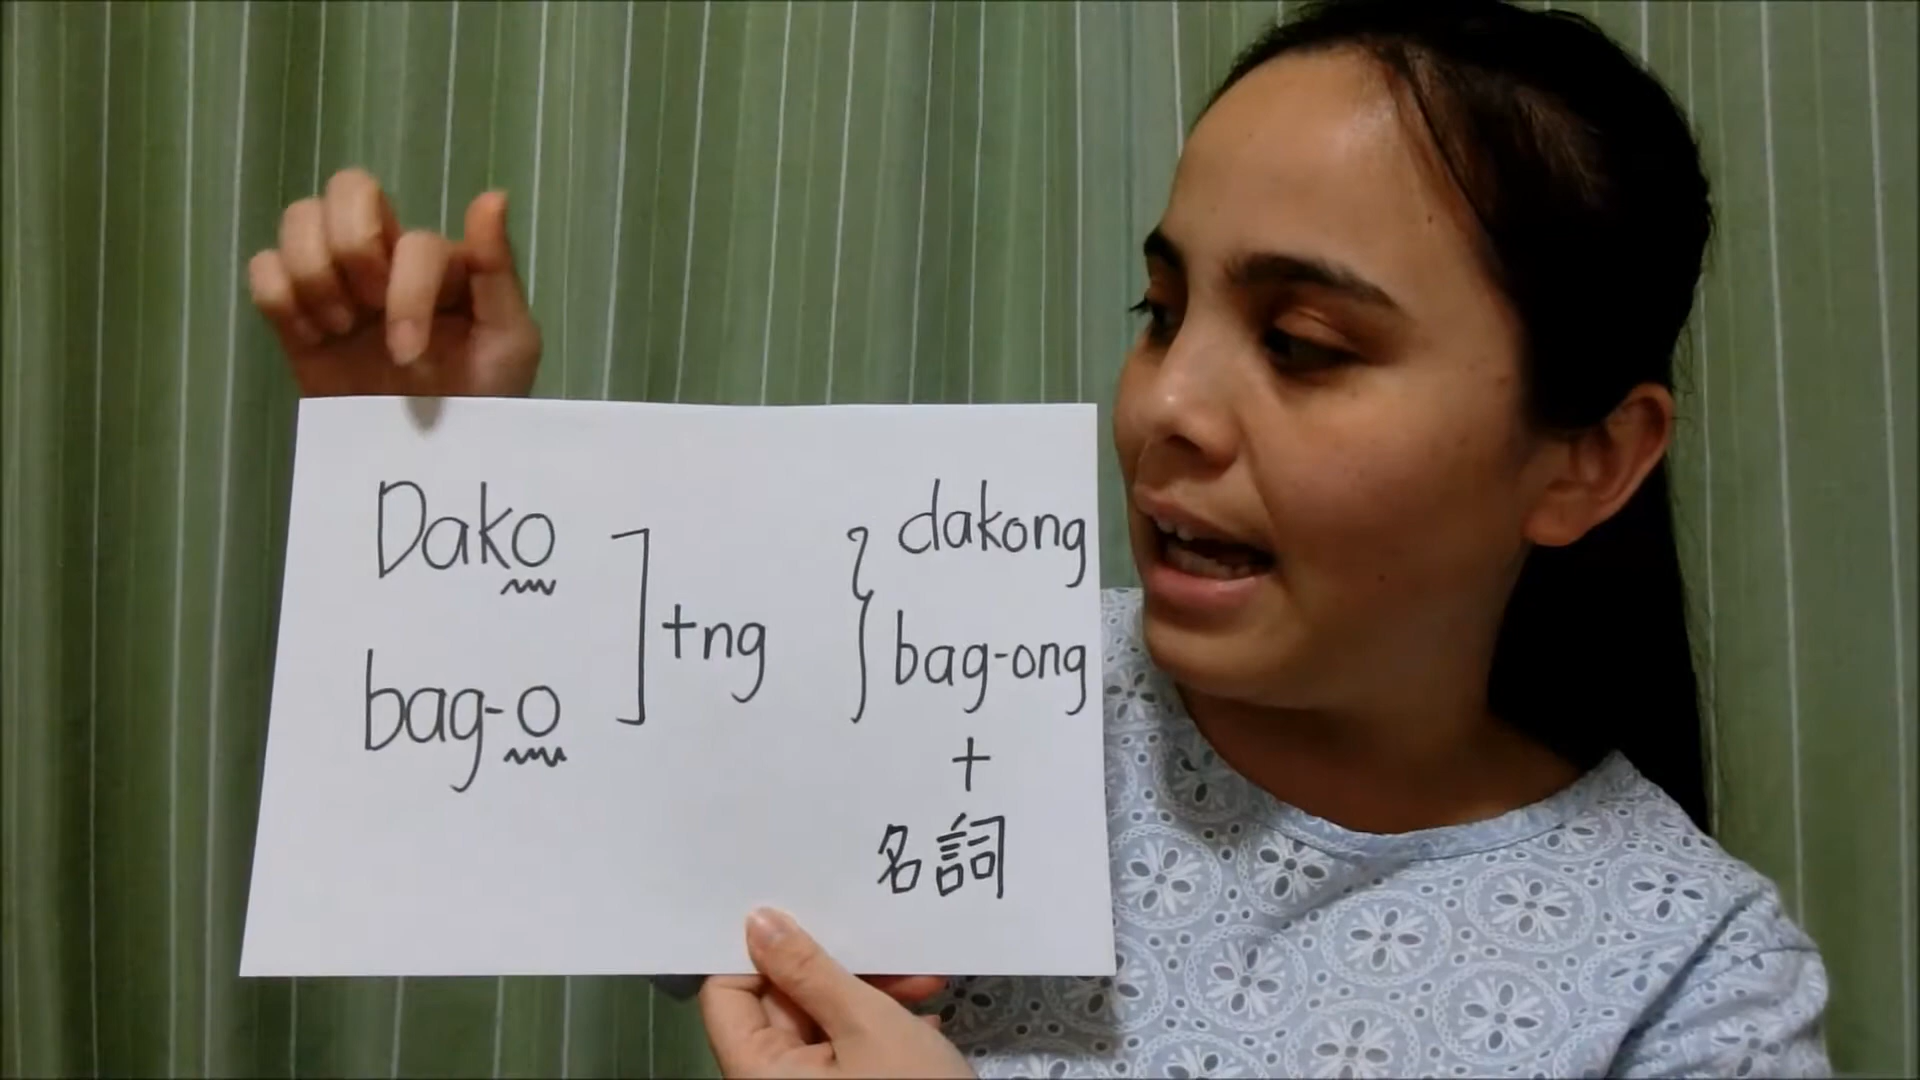 Dako
bag-o
+ng
dakong
bag-ong
+
名詞